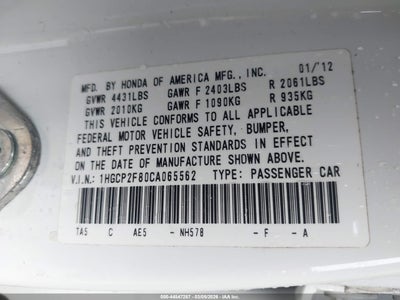 MFD. BY HONDA OF AMERICA MFG., INC. 01/'12
GVWR 4431LBS GAWR F 2403LBS R 2061LBS
GVWR 2010KG GAWR F 1090KG R 935KG
THIS VEHICLE CONFORMS TO ALL APPLICABLE
FEDERAL MOTOR VEHICLE SAFETY, BUMPER,
AND THEFT PREVENTION STANDARDS IN EFFECT
ON THE DATE OF MANUFACTURE SHOWN ABOVE.
V.I.N.: 1HGCP2F80CA065562 TYPE: PASSENGER CAR
TA5 C AE5 - NH578 - F - A